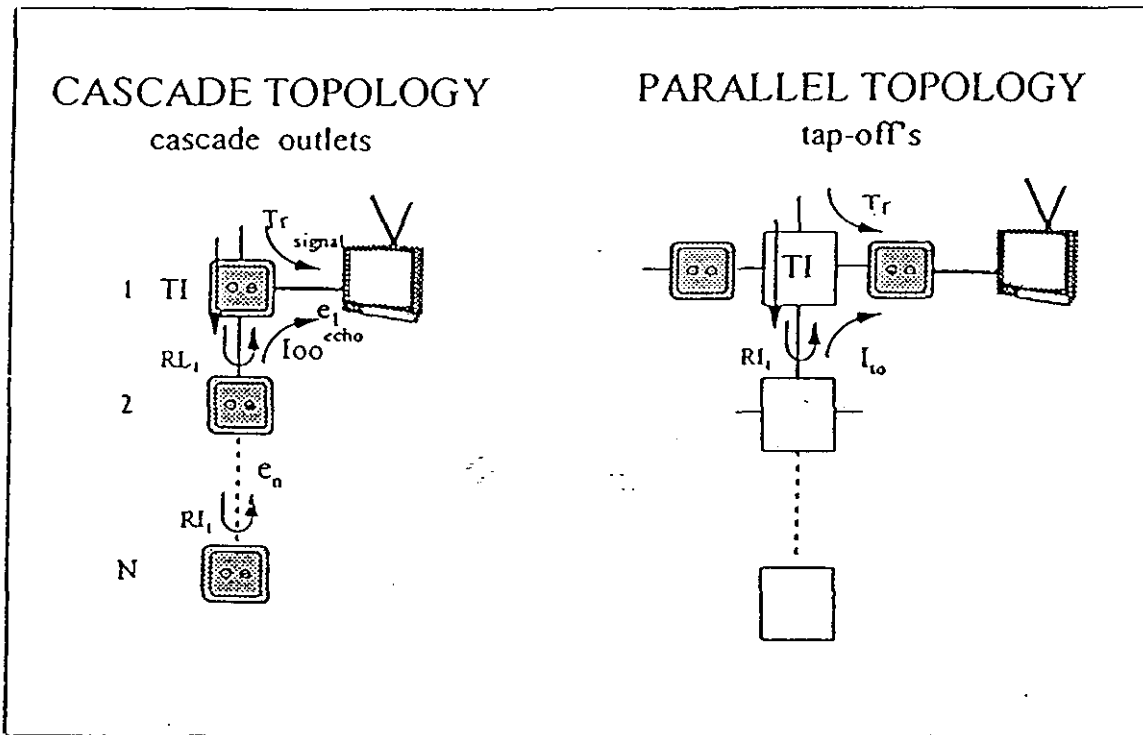 CASCADE TOPOLOGY
cascade outlets
Tr
signal
1 TI
e1
echo
RL1
Ioo
2
en
RI1
N
PARALLEL TOPOLOGY
tap-off's
Tr
TI
RI1
Ito